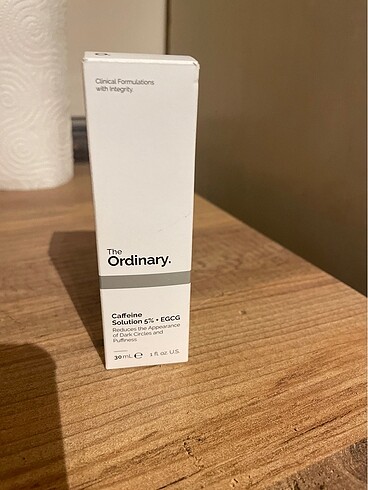 Clinical Formulations
with Integrity.
The
Ordinary.
Caffeine
Solution 5% + EGCG
Reduces the Appearance
of Dark Circles and
Puffiness
30 mL ℮ 1 fl. oz. U.S.